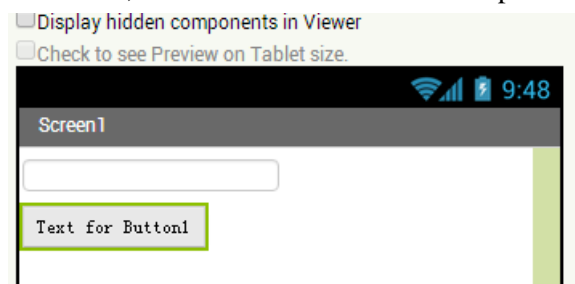 Display hidden components in Viewer
Check to see Preview on Tablet size.
9:48
Screen1
Text for Button1